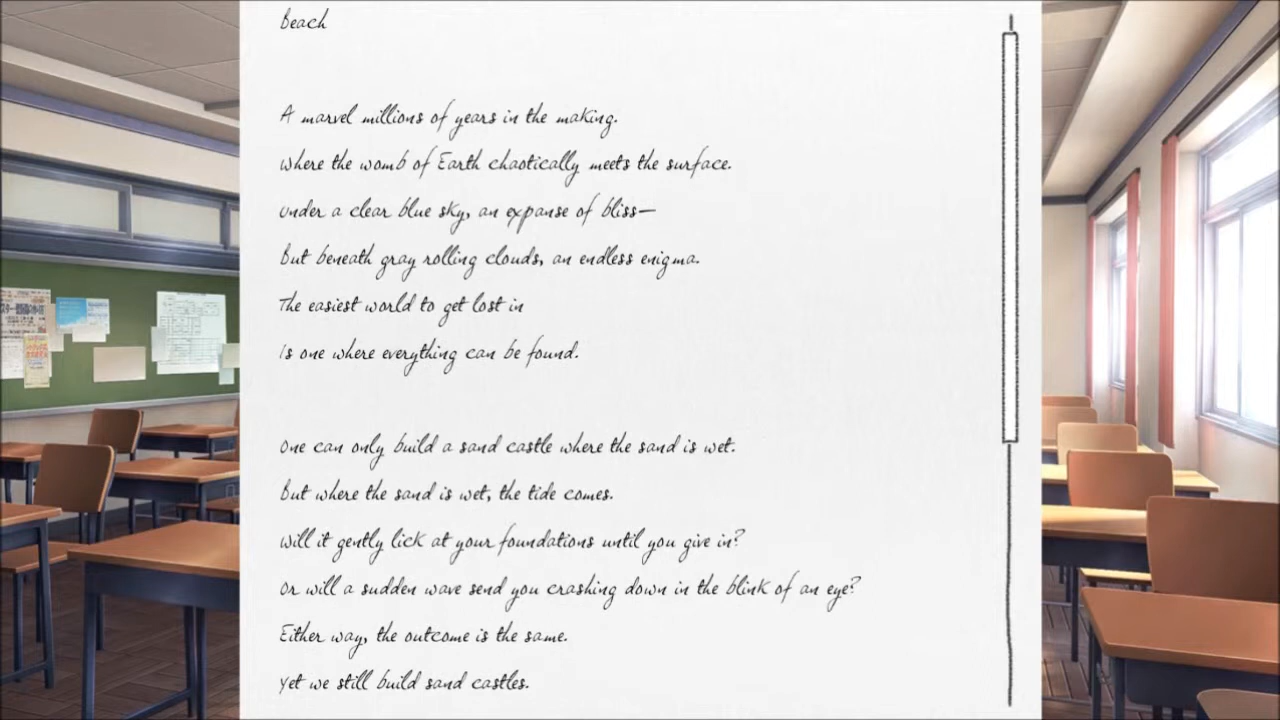 Beach
A marvel millions of years in the making.
Where the womb of Earth chaotically meets the surface.
Under a clear blue sky, an expanse of bliss—
But beneath gray rolling clouds, an endless enigma.
The easiest world to get lost in
Is one where everything can be found.
One can only build a sand castle where the sand is wet.
But where the sand is wet, the tide comes.
Will it gently lick at your foundations until you give in?
Or will a sudden wave send you crashing down in the blink of an eye?
Either way, the outcome is the same.
Yet we still build sand castles.